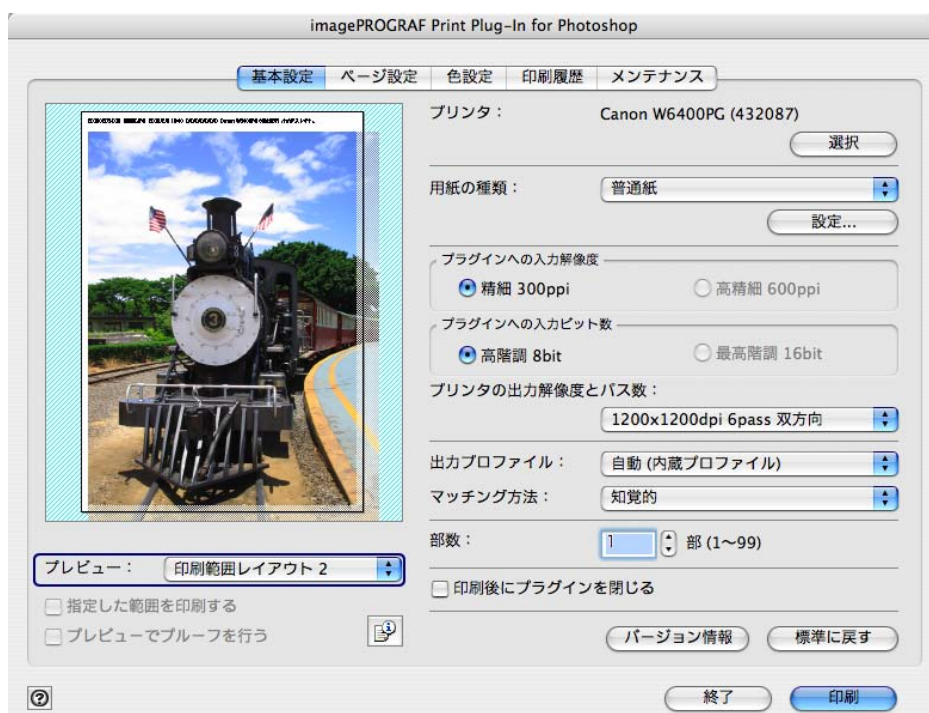 imagePROGRAF Print Plug-In for Photoshop
基本設定 ページ設定 色設定 印刷履歴 メンテナンス
プリンタ： Canon W6400PG (432087)
選択
用紙の種類： 普通紙
設定...
プラグインへの入力解像度
精細 300ppi 高精細 600ppi
プラグインへの入力ビット数
高階調 8bit 最高階調 16bit
プリンタの出力解像度とパス数：
1200x1200dpi 6pass 双方向
出力プロファイル： 自動 (内蔵プロファイル)
マッチング方法： 知覚的
部数： 1 部 (1〜99)
印刷後にプラグインを閉じる
バージョン情報 標準に戻す
3
プレビュー： 印刷範囲レイアウト 2
指定した範囲を印刷する
プレビューでプルーフを行う
?
終了 印刷